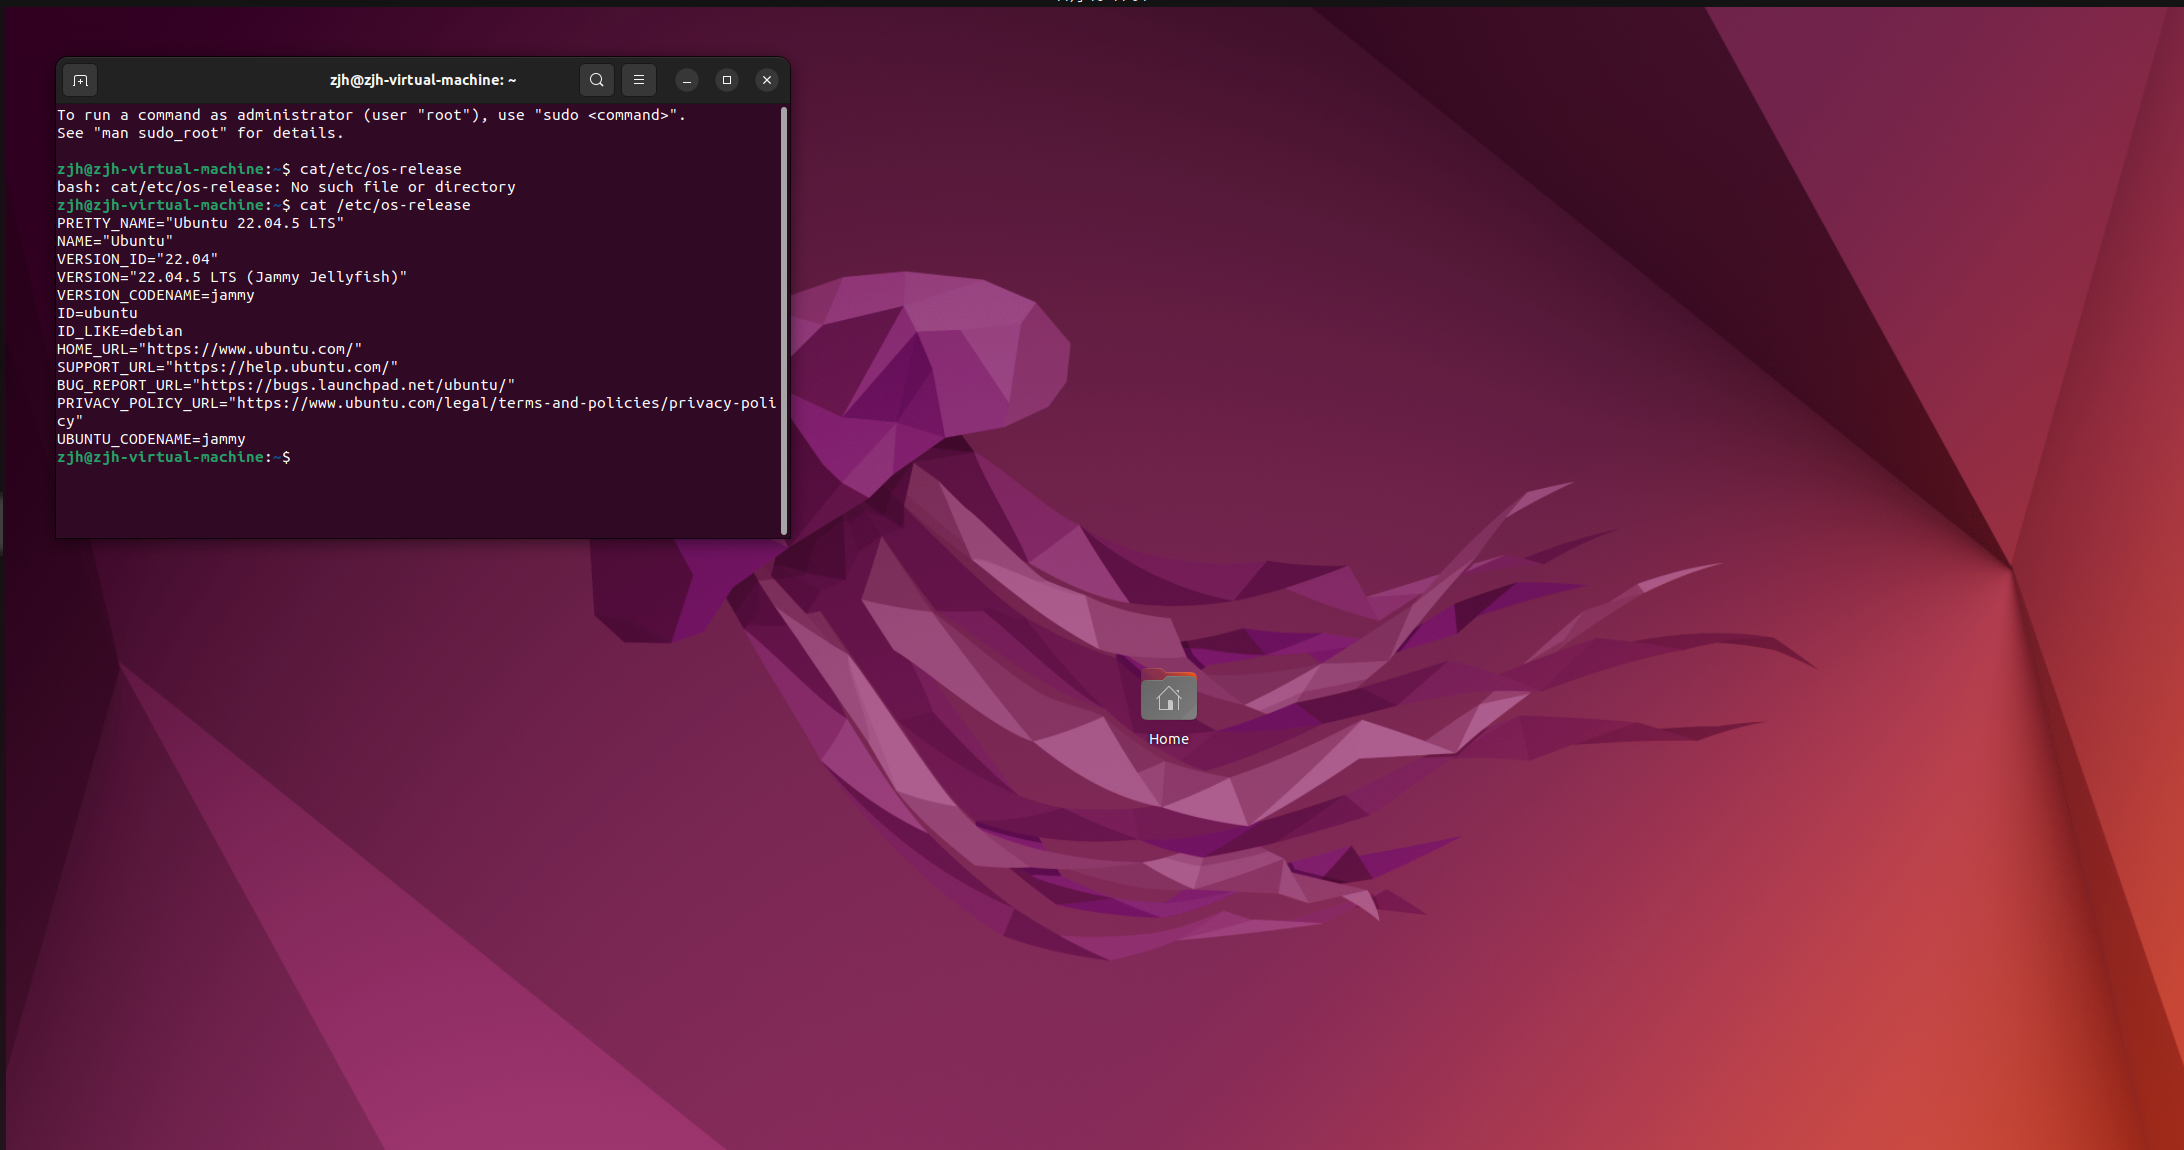 zjh@zjh-virtual-machine: ~
To run a command as administrator (user "root"), use "sudo <command>".
See "man sudo_root" for details.
zjh@zjh-virtual-machine:~$ cat/etc/os-release
bash: cat/etc/os-release: No such file or directory
zjh@zjh-virtual-machine:~$ cat /etc/os-release
PRETTY_NAME="Ubuntu 22.04.5 LTS"
NAME="Ubuntu"
VERSION_ID="22.04"
VERSION="22.04.5 LTS (Jammy Jellyfish)"
VERSION_CODENAME=jammy
ID=ubuntu
ID_LIKE=debian
HOME_URL="https://www.ubuntu.com/"
SUPPORT_URL="https://help.ubuntu.com/"
BUG_REPORT_URL="https://bugs.launchpad.net/ubuntu/"
PRIVACY_POLICY_URL="https://www.ubuntu.com/legal/terms-and-policies/privacy-poli
cy"
UBUNTU_CODENAME=jammy
zjh@zjh-virtual-machine:~$
Home